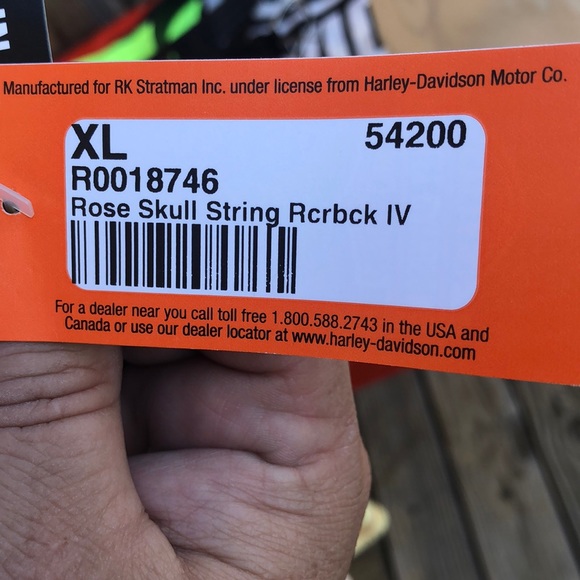 Manufactured for RK Stratman Inc. under license from Harley-Davidson Motor Co.
XL 54200
R0018746
Rose Skull String Rcrbck IV
For a dealer near you call toll free 1.800.588.2743 in the USA and
Canada or use our dealer locator at www.harley-davidson.com